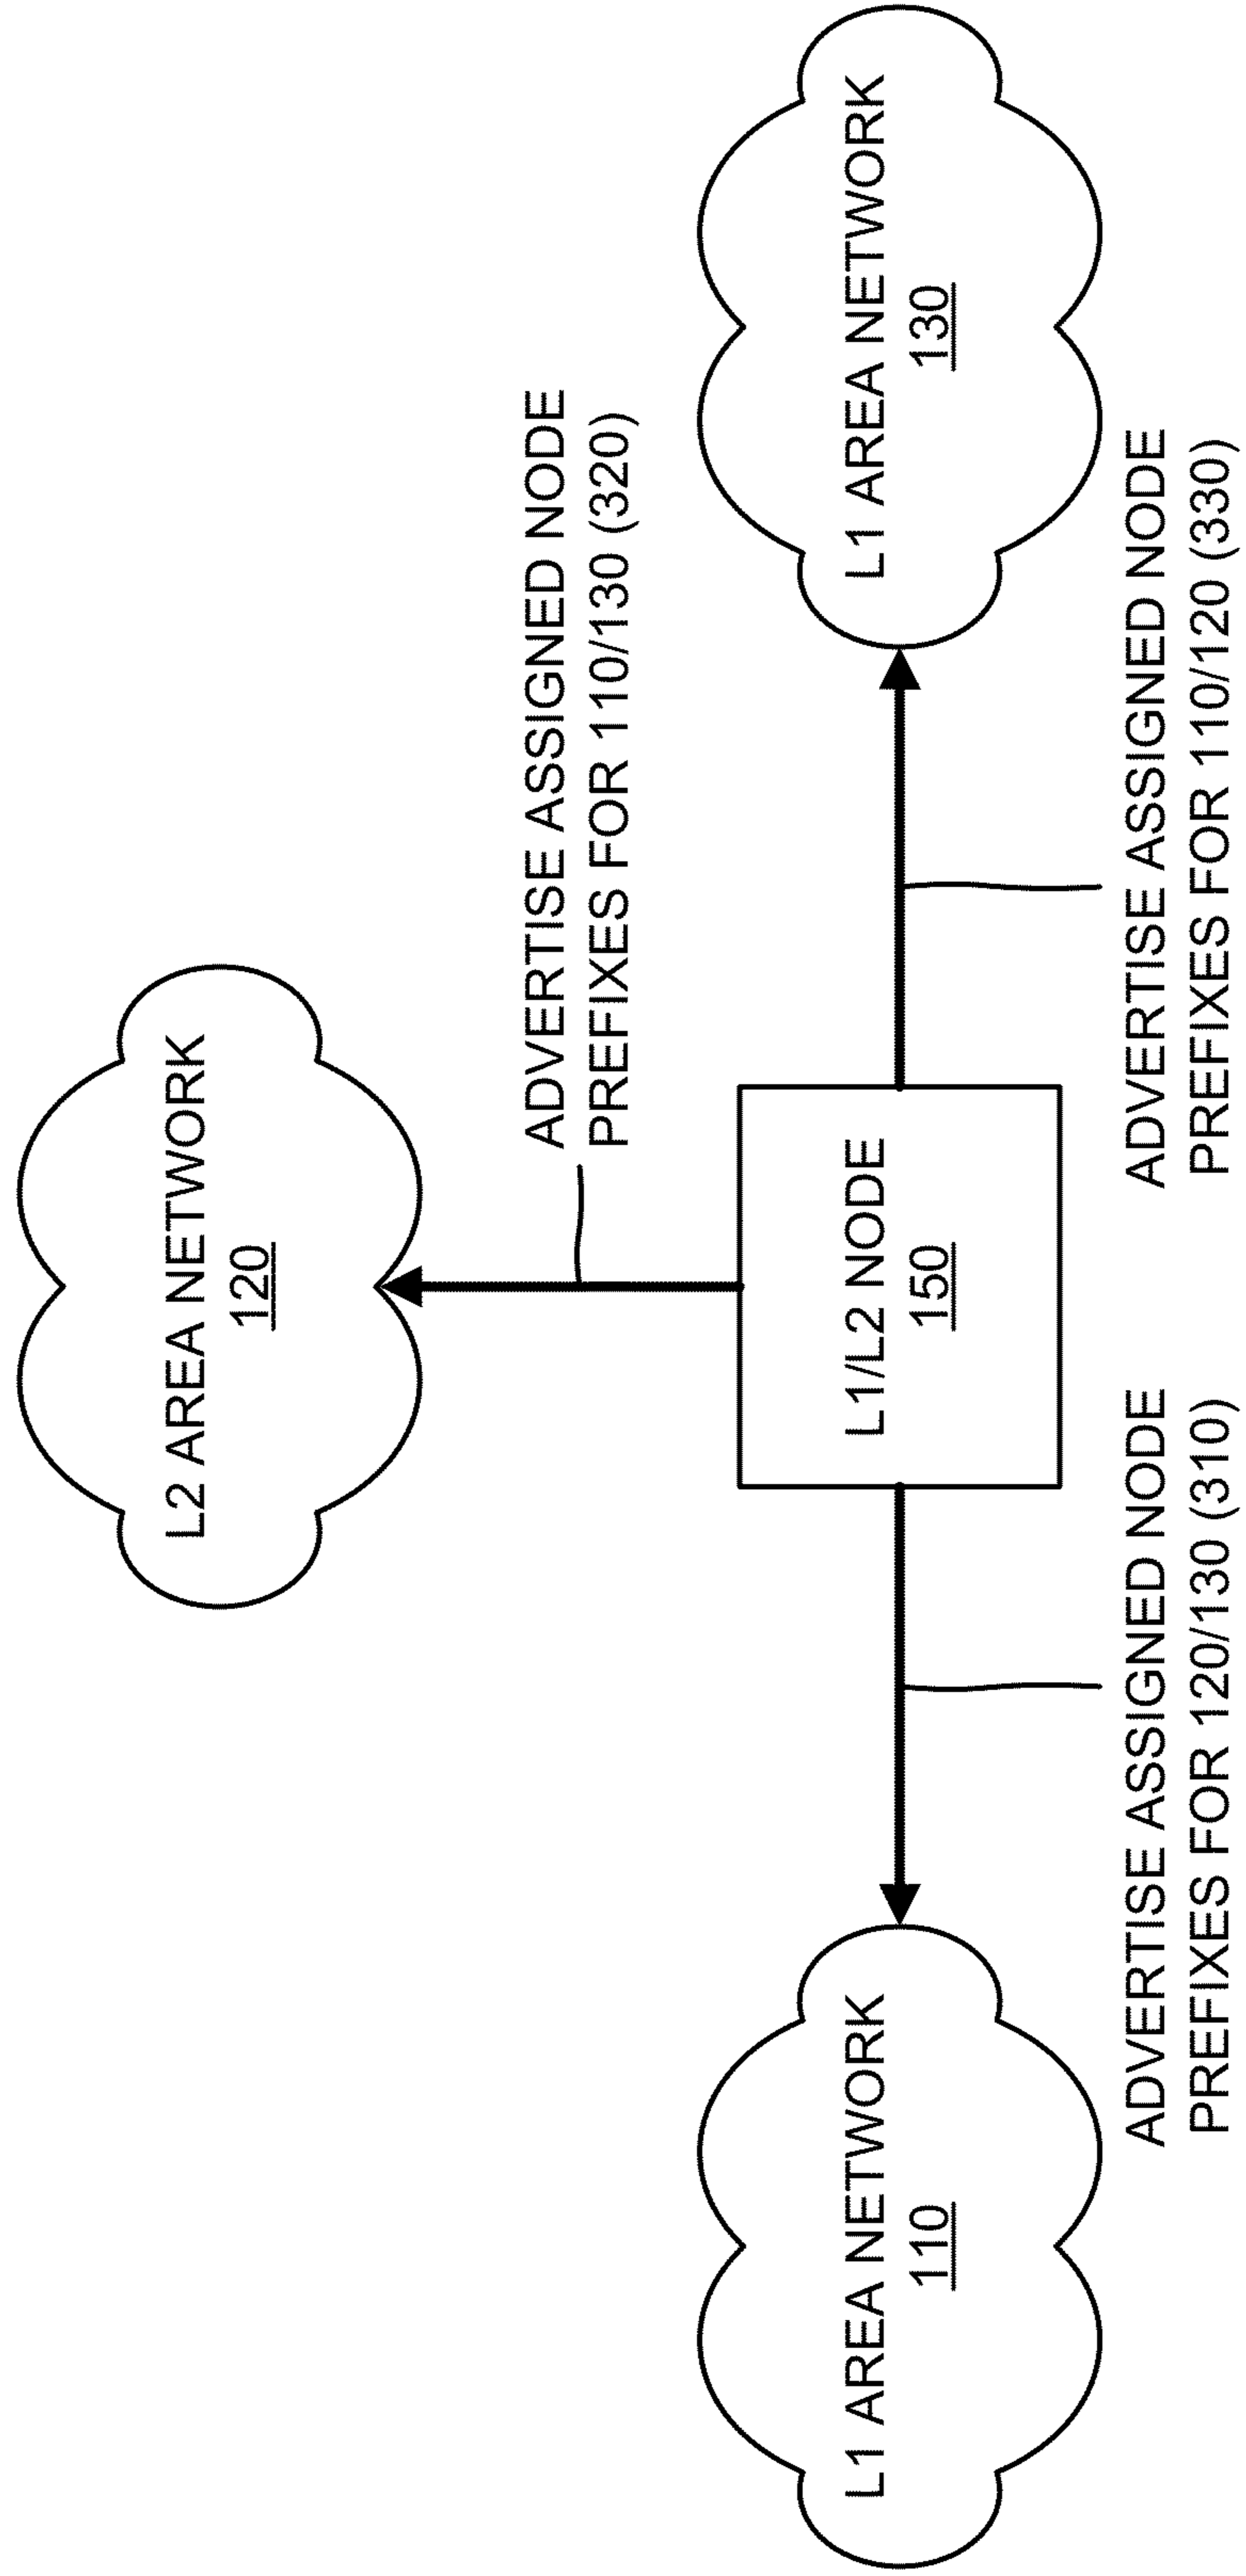 L2 AREA NETWORK
120
ADVERTISE ASSIGNED NODE
PREFIXES FOR 110/130 (320)
L1 AREA NETWORK
110
L1/L2 NODE
150
L1 AREA NETWORK
130
ADVERTISE ASSIGNED NODE
PREFIXES FOR 120/130 (310)
ADVERTISE ASSIGNED NODE
PREFIXES FOR 110/120 (330)